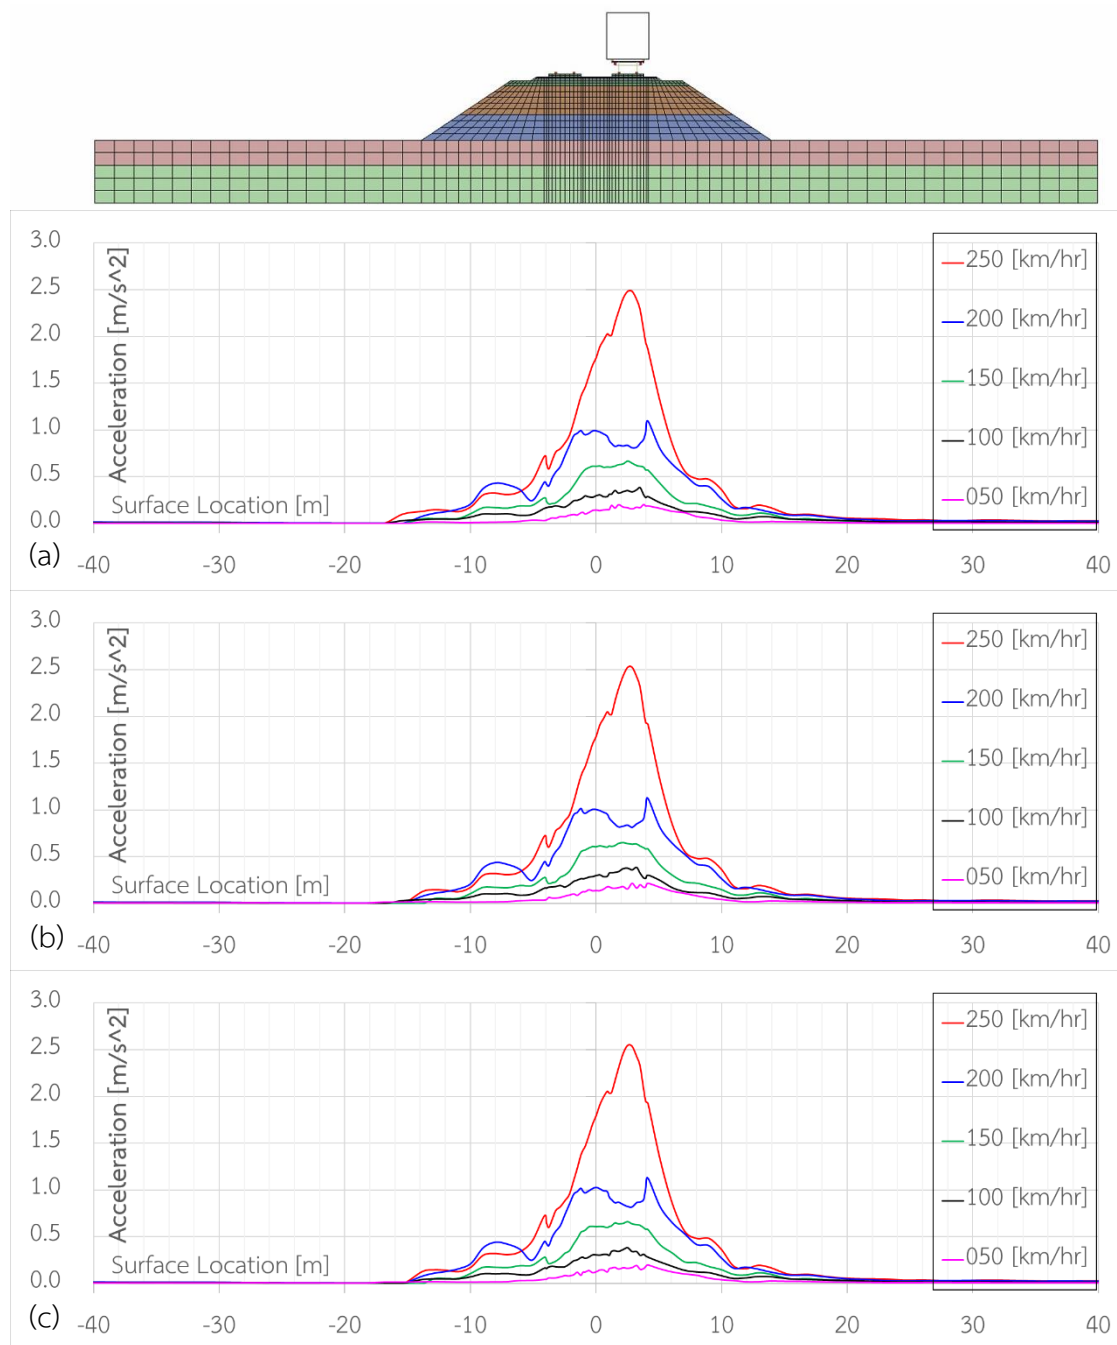 3.0
2.5
2.0
1.5
1.0
0.5
0.0
Acceleration [m/s^2]
Surface Location [m]
250 [km/hr]
200 [km/hr]
150 [km/hr]
100 [km/hr]
050 [km/hr]
(a)
-40 -30 -20 -10 0 10 20 30 40
3.0
2.5
2.0
1.5
1.0
0.5
0.0
Acceleration [m/s^2]
Surface Location [m]
250 [km/hr]
200 [km/hr]
150 [km/hr]
100 [km/hr]
050 [km/hr]
(b)
-40 -30 -20 -10 0 10 20 30 40
3.0
2.5
2.0
1.5
1.0
0.5
0.0
Acceleration [m/s^2]
Surface Location [m]
250 [km/hr]
200 [km/hr]
150 [km/hr]
100 [km/hr]
050 [km/hr]
(c)
-40 -30 -20 -10 0 10 20 30 40